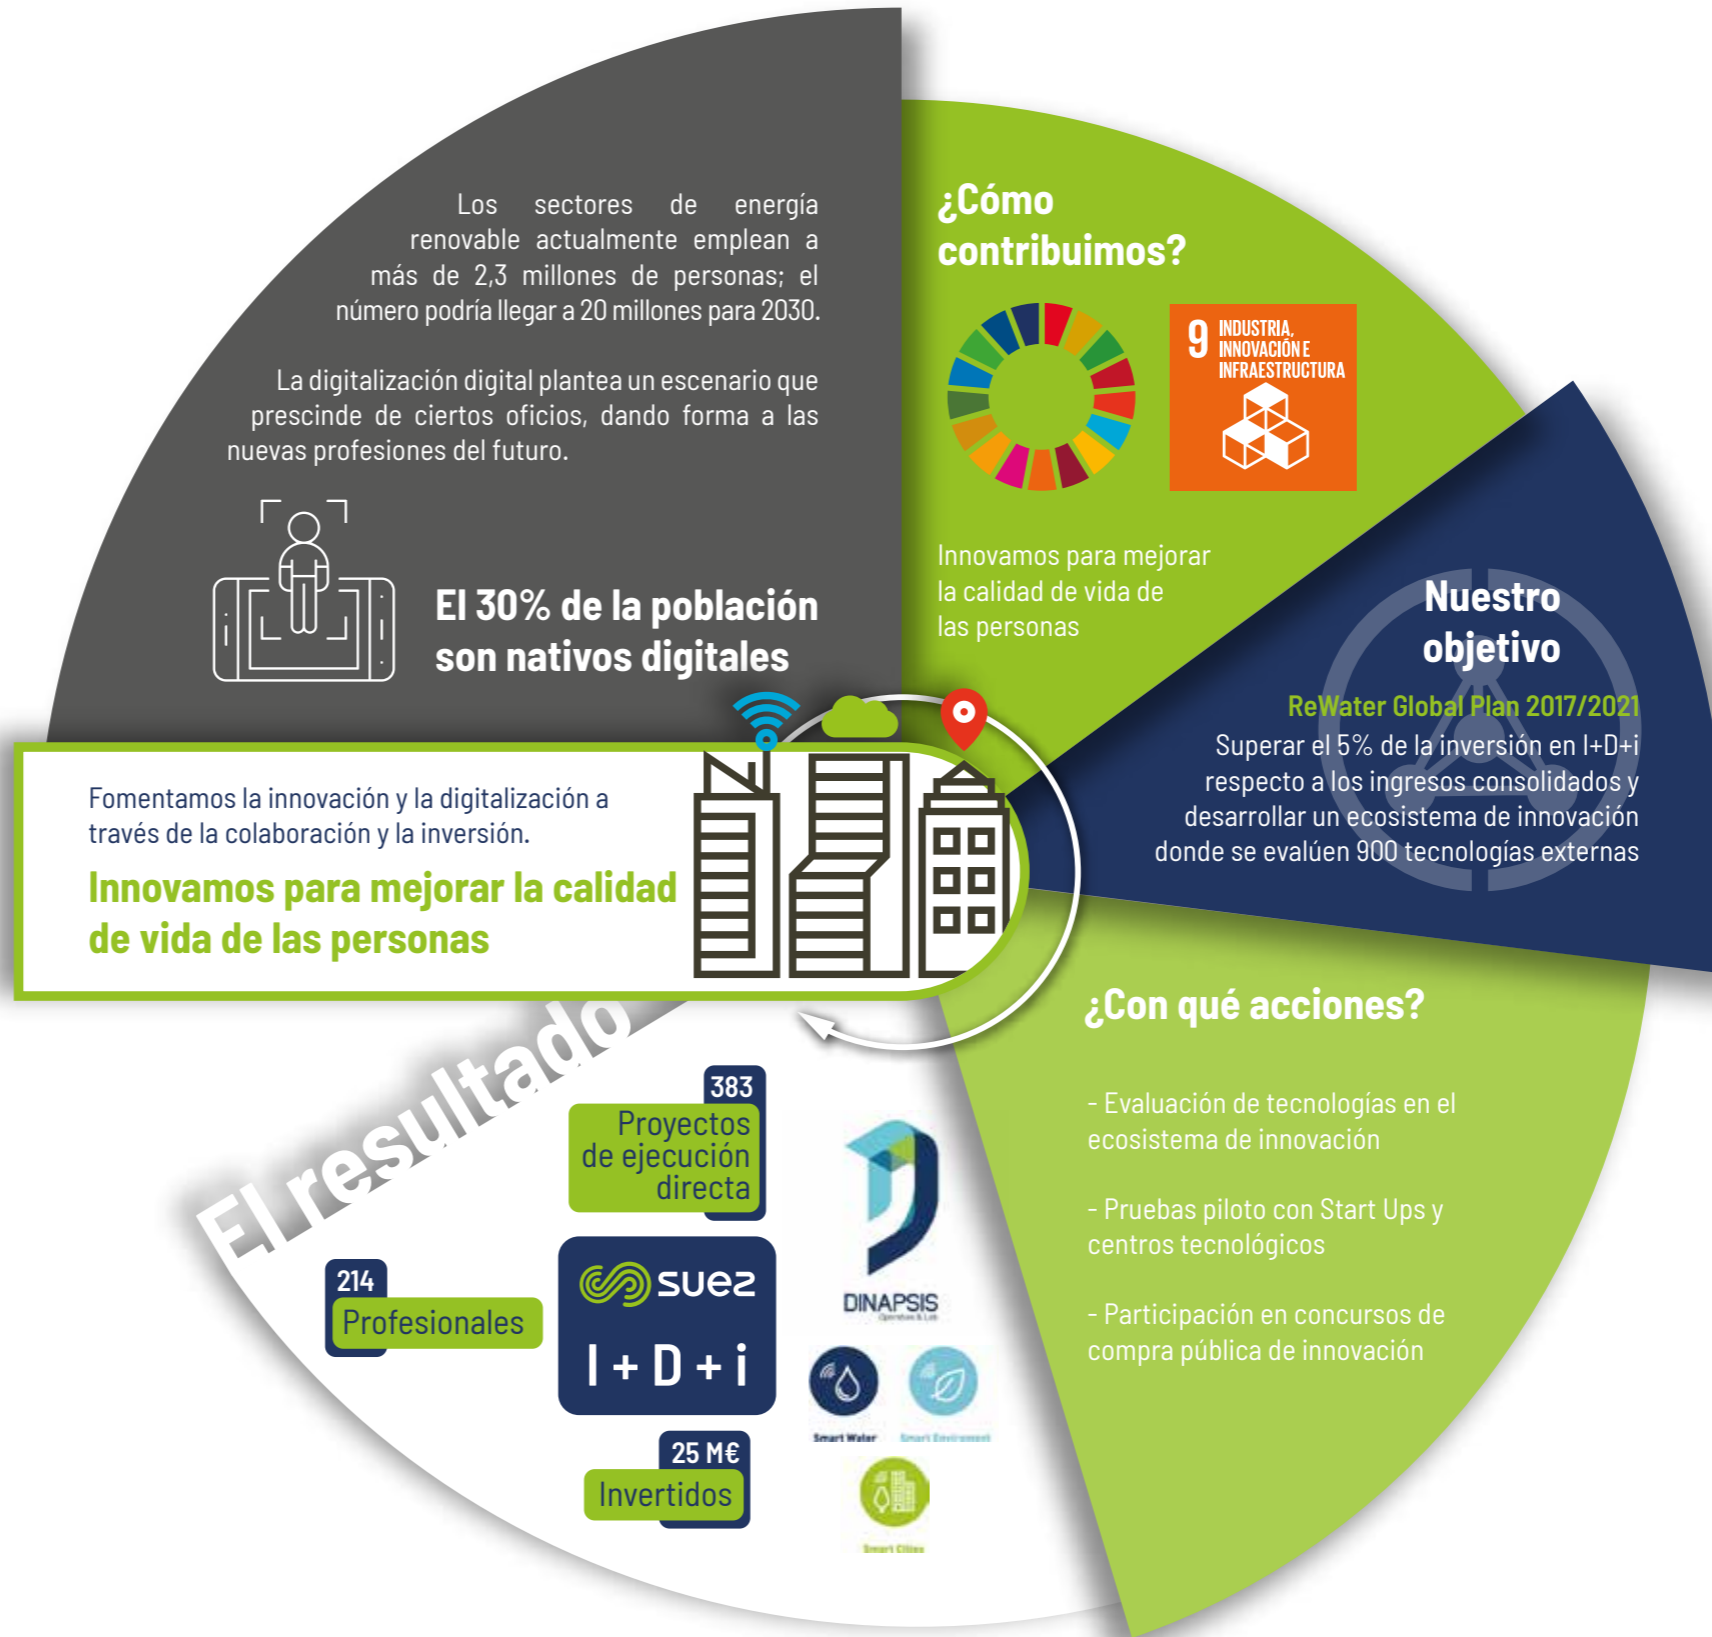 Los sectores de energía
renovable actualmente emplean a
más de 2,3 millones de personas; el
número podría llegar a 20 millones para 2030.
La digitalización digital plantea un escenario que
prescinde de ciertos oficios, dando forma a las
nuevas profesiones del futuro.
El 30% de la población
son nativos digitales
¿Cómo
contribuimos?
9 INDUSTRIA,
INNOVACIÓN E
INFRAESTRUCTURA
Innovamos para mejorar
la calidad de vida de
las personas
Nuestro
objetivo
ReWater Global Plan 2017/2021
Superar el 5% de la inversión en I+D+i
respecto a los ingresos consolidados y
desarrollar un ecosistema de innovación
donde se evalúen 900 tecnologías externas
Fomentamos la innovación y la digitalización a
través de la colaboración y la inversión.
Innovamos para mejorar la calidad
de vida de las personas
¿Con qué acciones?
- Evaluación de tecnologías en el
ecosistema de innovación
- Pruebas piloto con Start Ups y
centros tecnológicos
- Participación en concursos de
compra pública de innovación
El resultado
383
Proyectos
de ejecución
directa
214
Profesionales
suez
I + D + i
25 M€
Invertidos
DINAPSIS
Operation & Lab
Smart Water
Smart Enviroment
Smart Cities